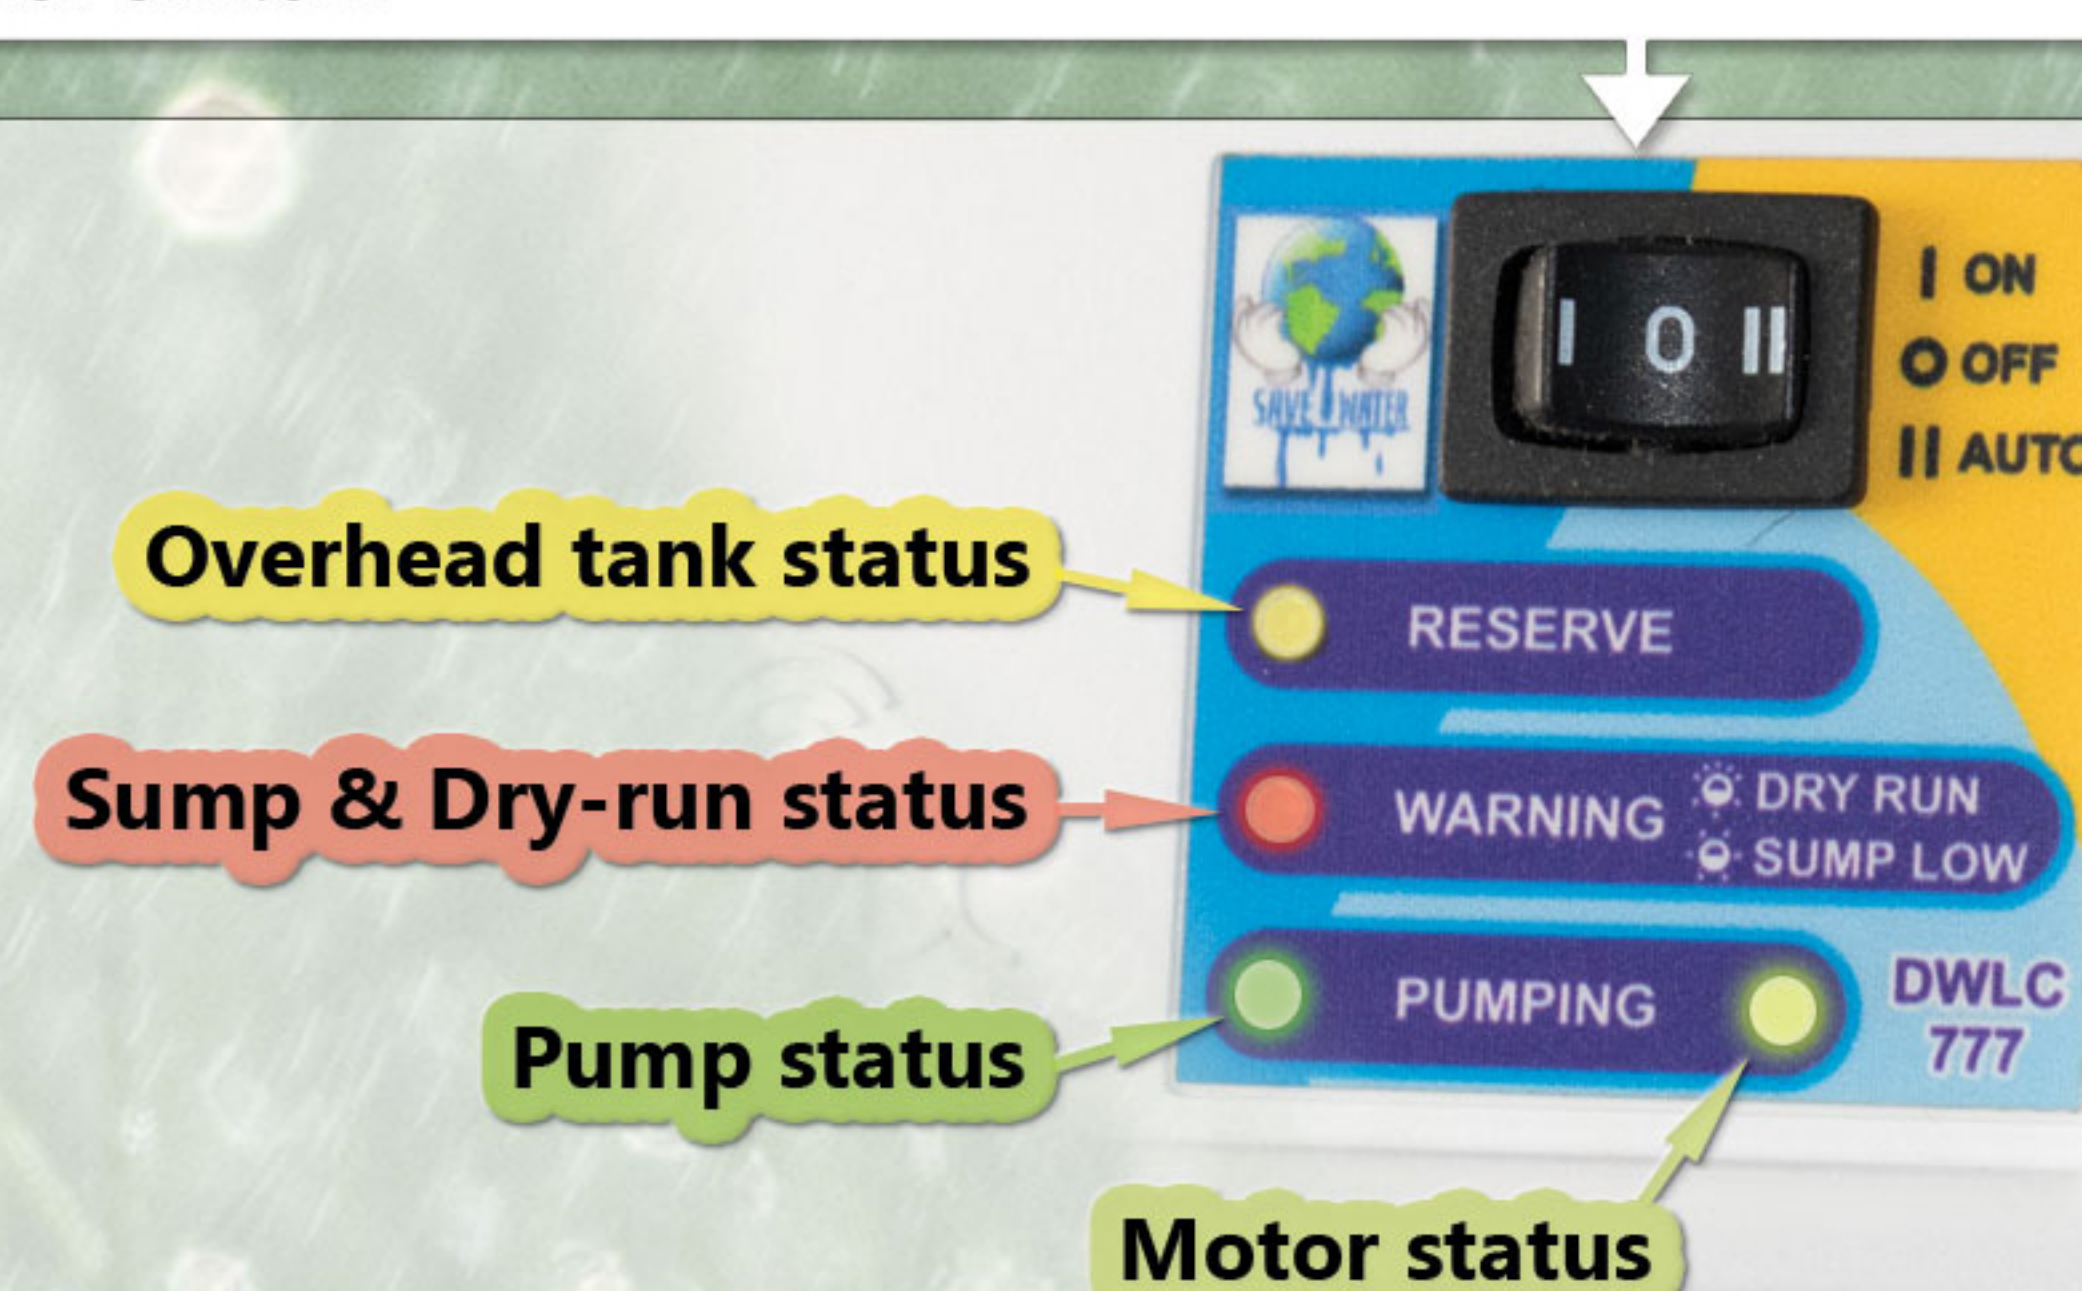 I O II
I ON
O OFF
II AUTO
SAVE WATER
Overhead tank status
RESERVE
Sump & Dry-run status
WARNING
DRY RUN
SUMP LOW
Pump status
PUMPING
DWLC
777
Motor status